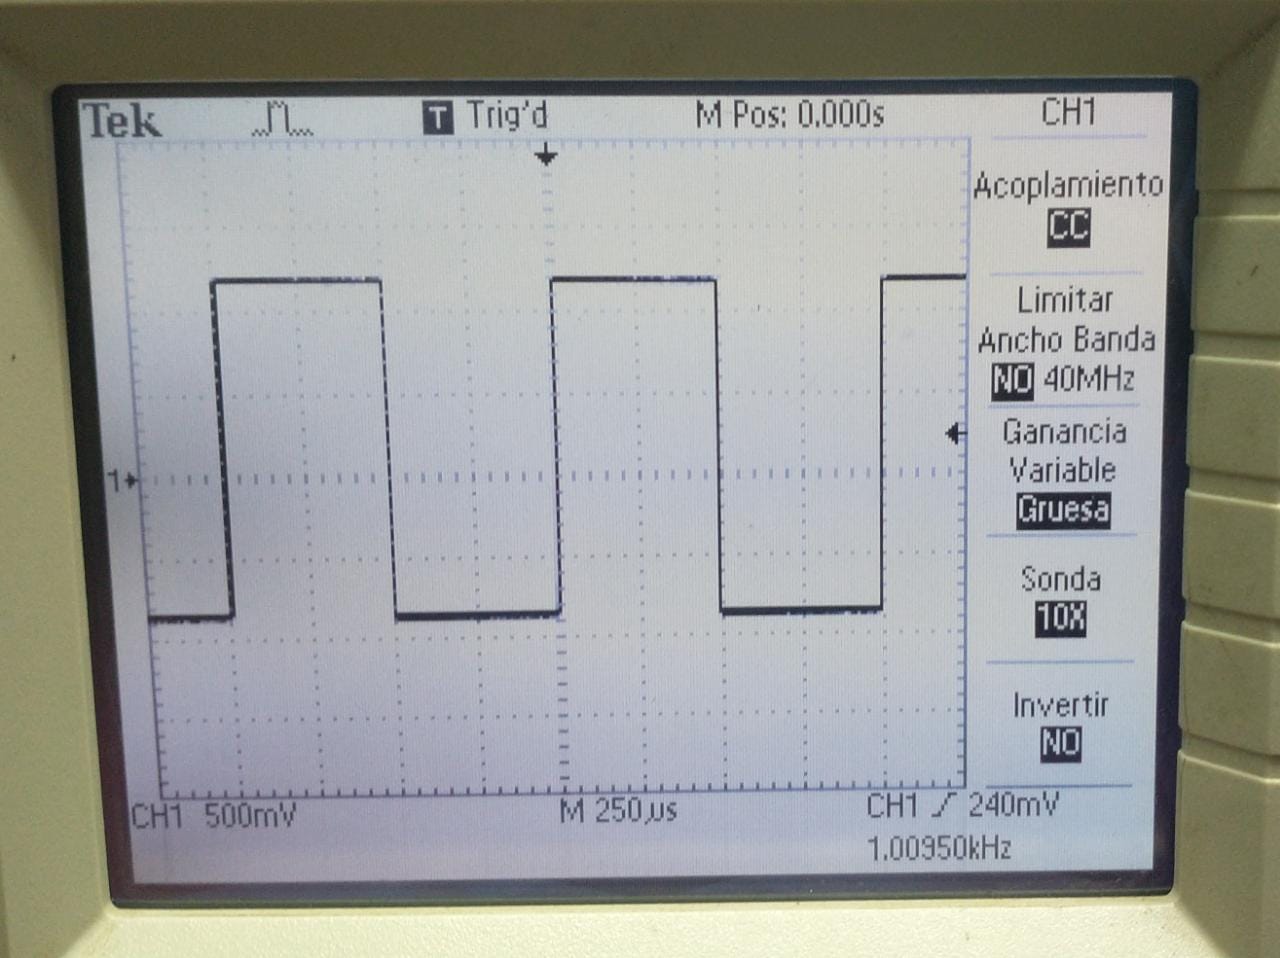 Tek T Trig'd M Pos: 0.000s CH1
Acoplamiento
CC
Limitar
Ancho Banda
NO 40MHz
Ganancia
Variable
Gruesa
1
Sonda
10X
Invertir
NO
CH1 500mV M 250µs CH1 240mV
1.00950kHz